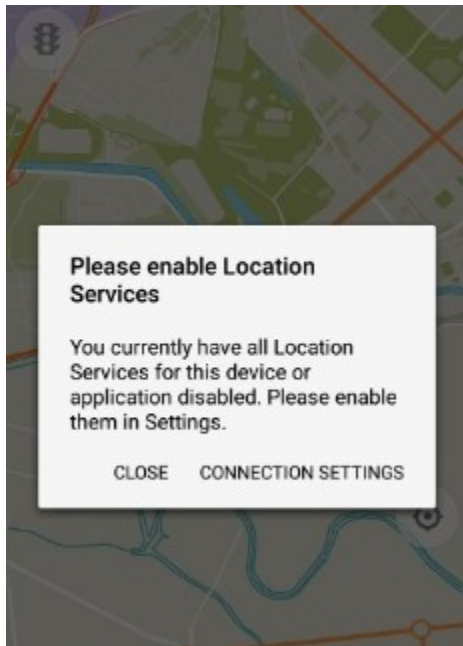 Please enable Location
Services
You currently have all Location
Services for this device or
application disabled. Please enable
them in Settings.
CLOSE CONNECTION SETTINGS